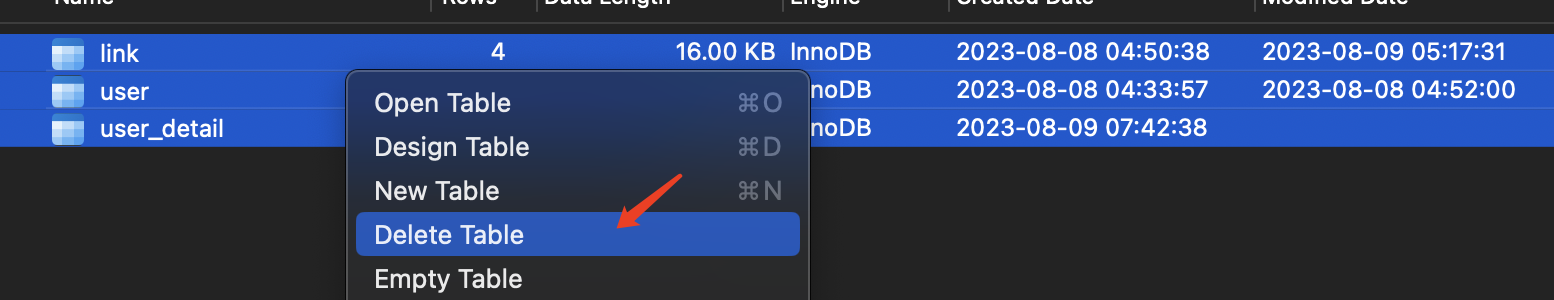 Name Rows Data Length Engine Created Date Modified Date
link 4 16.00 KB InnoDB 2023-08-08 04:50:38 2023-08-09 05:17:31
user noDB 2023-08-08 04:33:57 2023-08-08 04:52:00
user_detail noDB 2023-08-09 07:42:38
Open Table ⌘O
Design Table ⌘D
New Table ⌘N
Delete Table
Empty Table